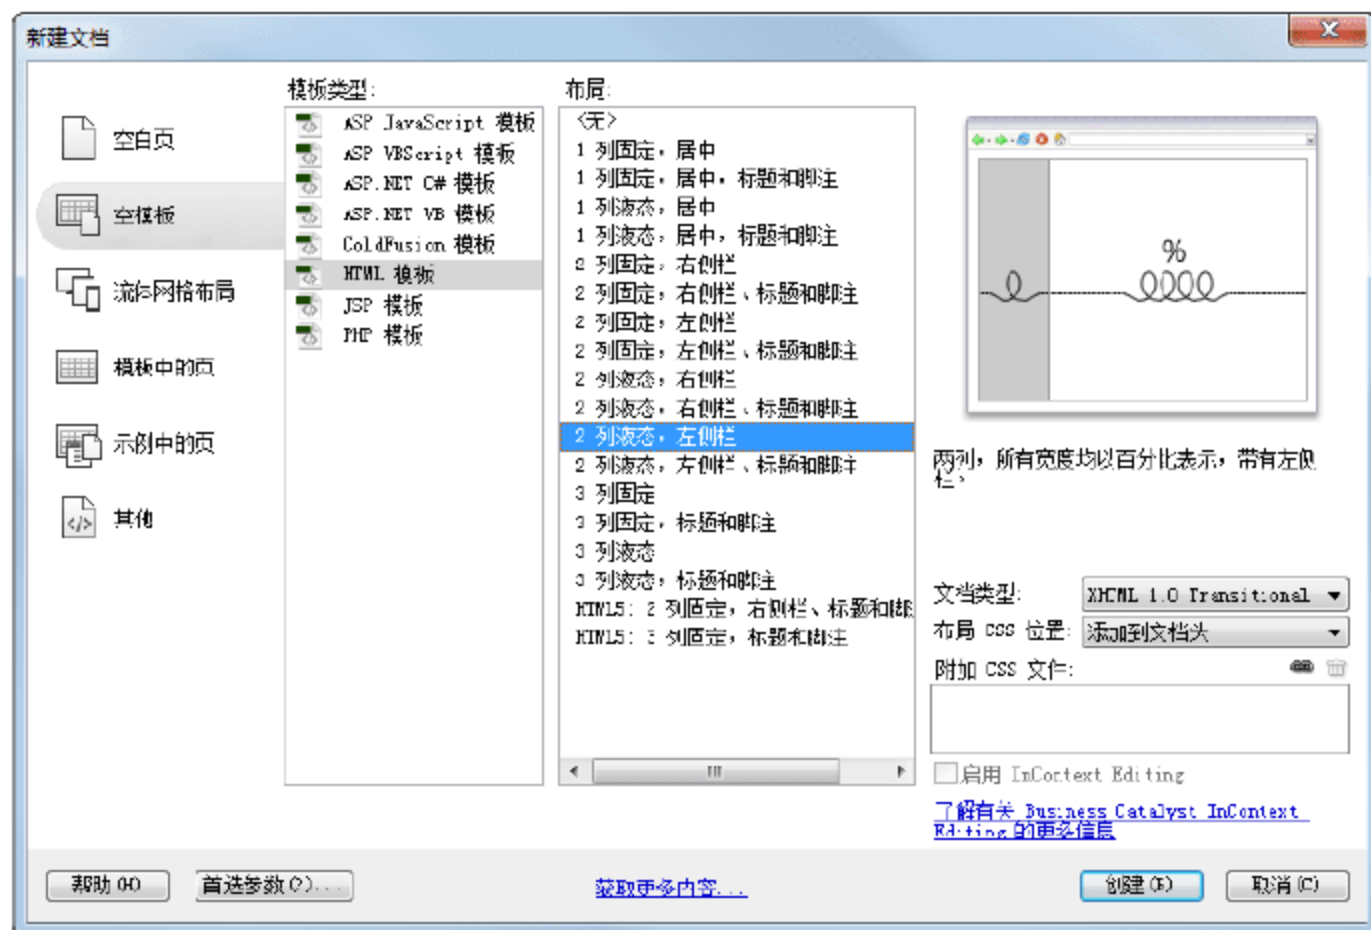 新建文档
空白页
空模板
流体网格布局
模板中的页
示例中的页
其他
模板类型:
ASP JavaScript 模板
ASP VBScript 模板
ASP.NET C# 模板
ASP.NET VB 模板
ColdFusion 模板
HTML 模板
JSP 模板
PHP 模板
布局:
<无>
1 列固定，居中
1 列固定，居中，标题和脚注
1 列液态，居中
1 列液态，居中，标题和脚注
2 列固定，右侧栏
2 列固定，右侧栏、标题和脚注
2 列固定，左侧栏
2 列固定，左侧栏、标题和脚注
2 列液态，右侧栏
2 列液态，右侧栏、标题和脚注
2 列液态，左侧栏
2 列液态，左侧栏、标题和脚注
3 列固定
3 列固定，标题和脚注
3 列液态
3 列液态，标题和脚注
HTML5: 2 列固定，右侧栏、标题和脚
HTML5: 3 列固定，标题和脚注
%
两列，所有宽度均以百分比表示，带有左侧
栏。
文档类型:
XHTML 1.0 Transitional
布局 CSS 位置:
添加到文档头
附加 CSS 文件:
启用 InContext Editing
了解有关 Business Catalyst InContext
Editing 的更多信息
帮助(H)
首选参数(P)...
获取更多内容...
创建(R)
取消(C)